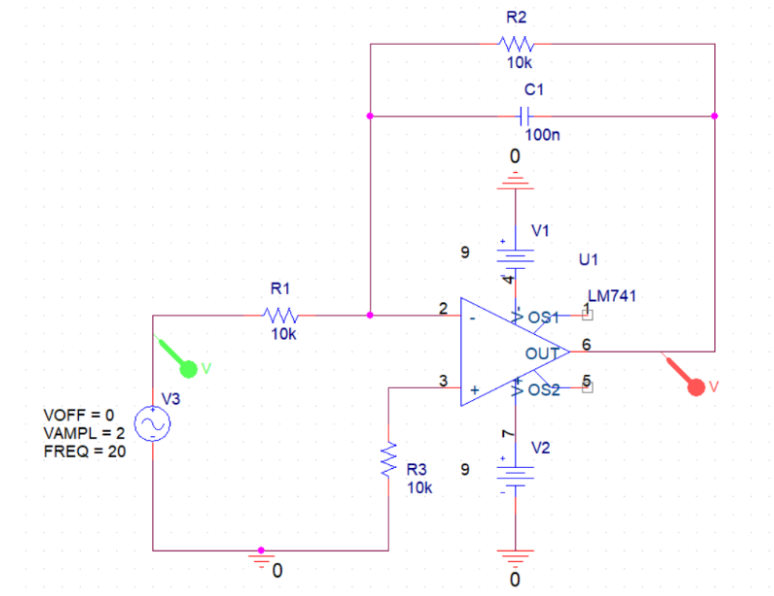 R2
10k
C1
100n
0
V1
9
4
U1
LM741
R1
10k
2
-
V-
OS1
1
OUT
6
3
+
V+
OS2
5
V
V
V3
VOFF = 0
VAMPL = 2
FREQ = 20
R3
10k
7
V2
9
0
0